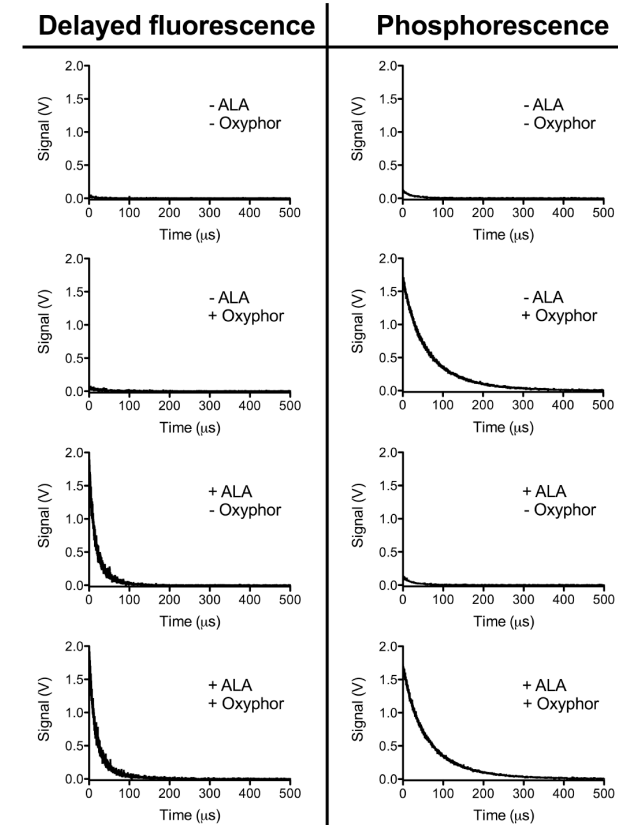 Delayed fluorescence
Phosphorescence
2.0
1.5
1.0
0.5
0.0
Signal (V)
- ALA
- Oxyphor
0 100 200 300 400 500
Time (μs)
2.0
1.5
1.0
0.5
0.0
Signal (V)
- ALA
- Oxyphor
0 100 200 300 400 500
Time (μs)
2.0
1.5
1.0
0.5
0.0
Signal (V)
- ALA
+ Oxyphor
0 100 200 300 400 500
Time (μs)
2.0
1.5
1.0
0.5
0.0
Signal (V)
- ALA
+ Oxyphor
0 100 200 300 400 500
Time (μs)
2.0
1.5
1.0
0.5
0.0
Signal (V)
+ ALA
- Oxyphor
0 100 200 300 400 500
Time (μs)
2.0
1.5
1.0
0.5
0.0
Signal (V)
+ ALA
- Oxyphor
0 100 200 300 400 500
Time (μs)
2.0
1.5
1.0
0.5
0.0
Signal (V)
+ ALA
+ Oxyphor
0 100 200 300 400 500
Time (μs)
2.0
1.5
1.0
0.5
0.0
Signal (V)
+ ALA
+ Oxyphor
0 100 200 300 400 500
Time (μs)